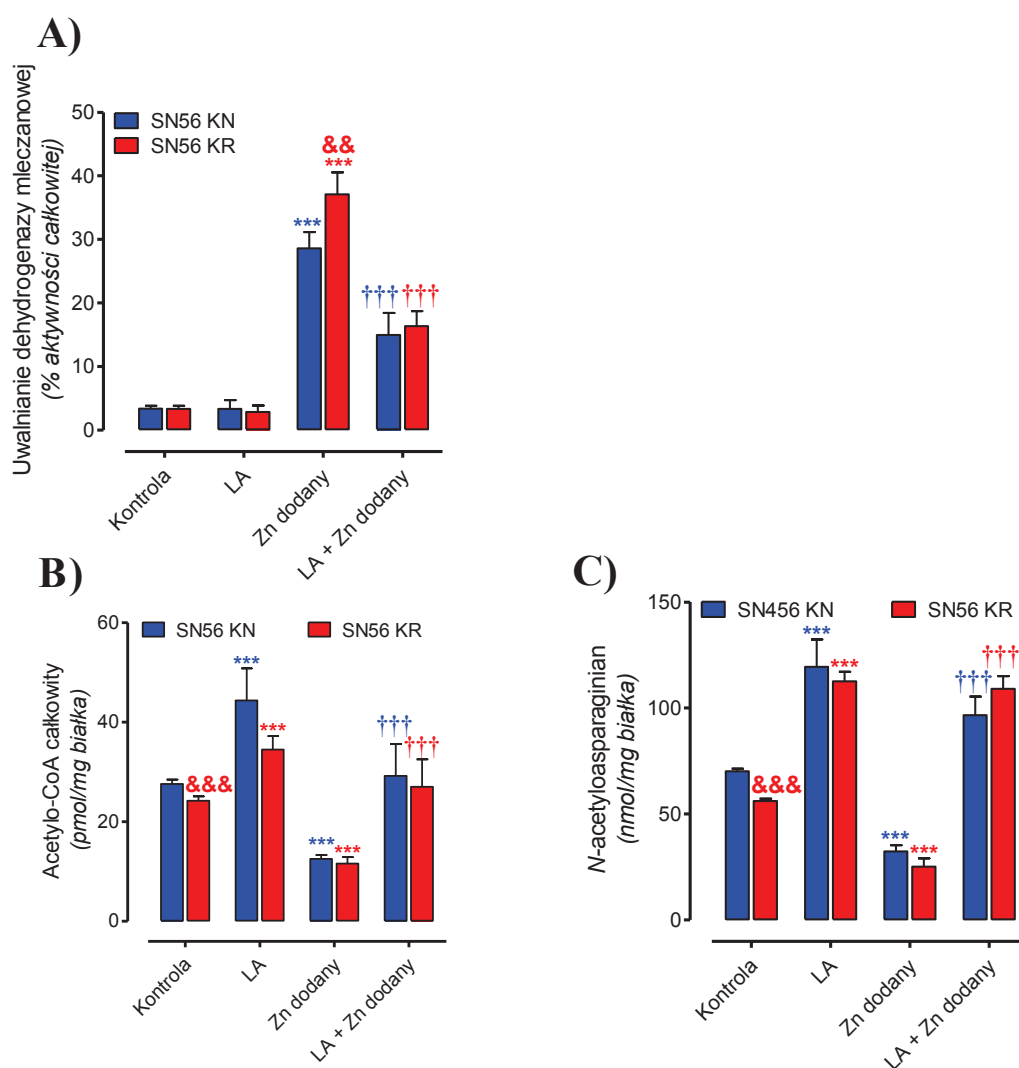 A)
Uwalnianie dehydrogenazy mleczanowej
(% aktywności całkowitej)
50
40
30
20
10
0
SN56 KN
SN56 KR
***
&&
***
†††
†††
Kontrola
LA
Zn dodany
LA + Zn dodany
B)
Acetylo-CoA całkowity
(pmol/mg białka)
60
40
20
0
SN56 KN
SN56 KR
&&&
***
***
***
***
†††
†††
Kontrola
LA
Zn dodany
LA + Zn dodany
C)
N-acetyloasparaginian
(nmol/mg białka)
150
100
50
0
SN456 KN
SN56 KR
&&&
***
***
***
***
†††
†††
Kontrola
LA
Zn dodany
LA + Zn dodany